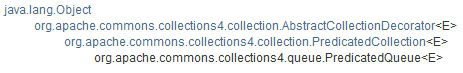 java.lang.Object
org.apache.commons.collections4.collection.AbstractCollectionDecorator<E>
org.apache.commons.collections4.collection.PredicatedCollection<E>
org.apache.commons.collections4.queue.PredicatedQueue<E>